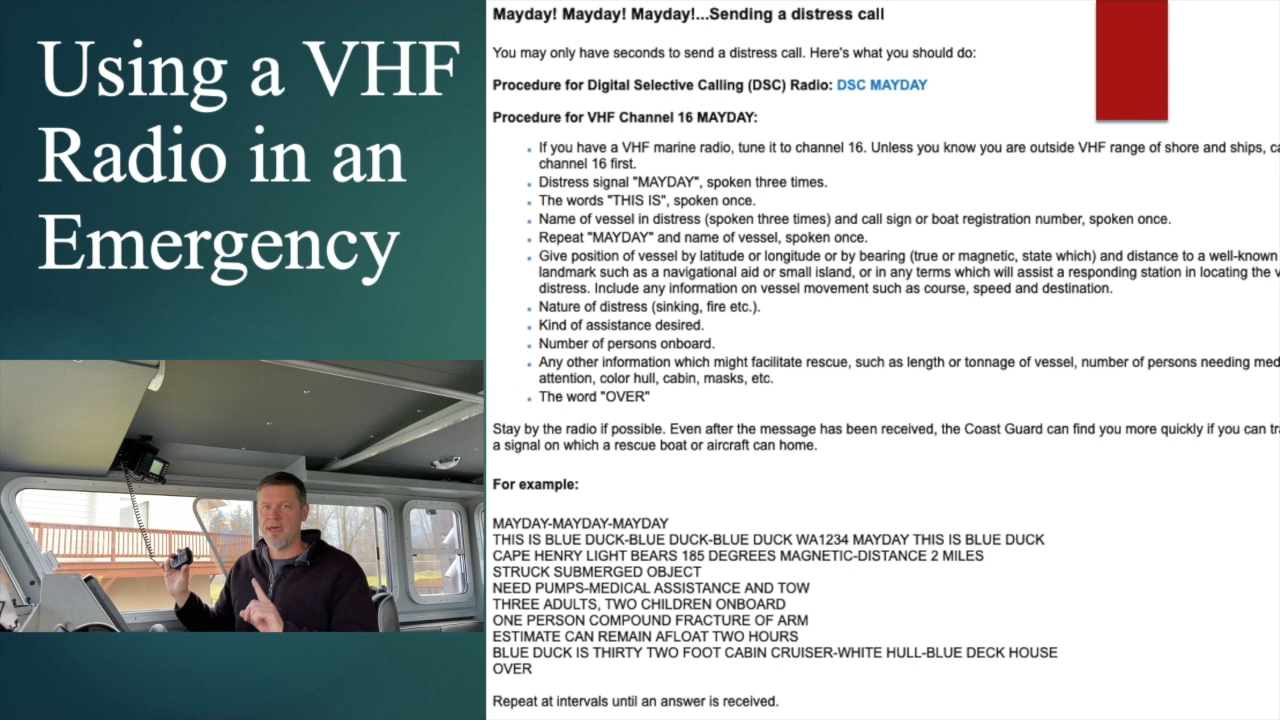 Using a VHF
Radio in an
Emergency
Mayday! Mayday! Mayday!...Sending a distress call
You may only have seconds to send a distress call. Here's what you should do:
Procedure for Digital Selective Calling (DSC) Radio: DSC MAYDAY
Procedure for VHF Channel 16 MAYDAY:
If you have a VHF marine radio, tune it to channel 16. Unless you know you are outside VHF range of shore and ships, ca
channel 16 first.
Distress signal "MAYDAY", spoken three times.
The words "THIS IS", spoken once.
Name of vessel in distress (spoken three times) and call sign or boat registration number, spoken once.
Repeat "MAYDAY" and name of vessel, spoken once.
Give position of vessel by latitude or longitude or by bearing (true or magnetic, state which) and distance to a well-known
landmark such as a navigational aid or small island, or in any terms which will assist a responding station in locating the v
distress. Include any information on vessel movement such as course, speed and destination.
Nature of distress (sinking, fire etc.).
Kind of assistance desired.
Number of persons onboard.
Any other information which might facilitate rescue, such as length or tonnage of vessel, number of persons needing med
attention, color hull, cabin, masks, etc.
The word "OVER"
Stay by the radio if possible. Even after the message has been received, the Coast Guard can find you more quickly if you can tra
a signal on which a rescue boat or aircraft can home.
For example:
MAYDAY-MAYDAY-MAYDAY
THIS IS BLUE DUCK-BLUE DUCK-BLUE DUCK WA1234 MAYDAY THIS IS BLUE DUCK
CAPE HENRY LIGHT BEARS 185 DEGREES MAGNETIC-DISTANCE 2 MILES
STRUCK SUBMERGED OBJECT
NEED PUMPS-MEDICAL ASSISTANCE AND TOW
THREE ADULTS, TWO CHILDREN ONBOARD
ONE PERSON COMPOUND FRACTURE OF ARM
ESTIMATE CAN REMAIN AFLOAT TWO HOURS
BLUE DUCK IS THIRTY TWO FOOT CABIN CRUISER-WHITE HULL-BLUE DECK HOUSE
OVER
Repeat at intervals until an answer is received.